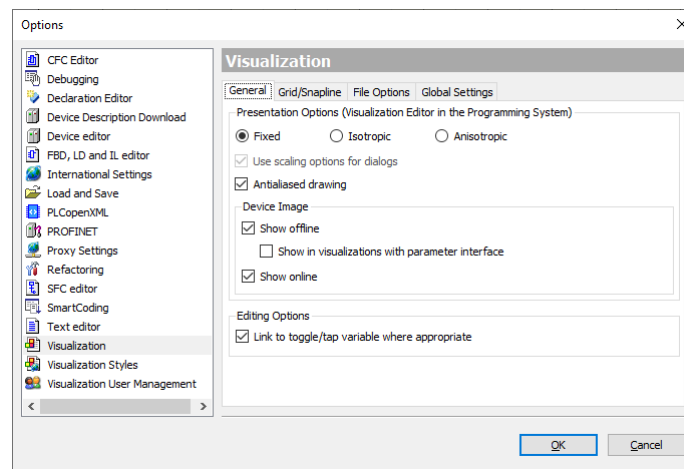 Options
CFC Editor
Debugging
Declaration Editor
Device Description Download
Device editor
FBD, LD and IL editor
International Settings
Load and Save
PLCopenXML
PROFINET
Proxy Settings
Refactoring
SFC editor
SmartCoding
Text editor
Visualization
Visualization Styles
Visualization User Management
Visualization
General Grid/Snapline File Options Global Settings
Presentation Options (Visualization Editor in the Programming System)
Fixed Isotropic Anisotropic
Use scaling options for dialogs
Antialiased drawing
Device Image
Show offline
Show in visualizations with parameter interface
Show online
Editing Options
Link to toggle/tap variable where appropriate
OK Cancel